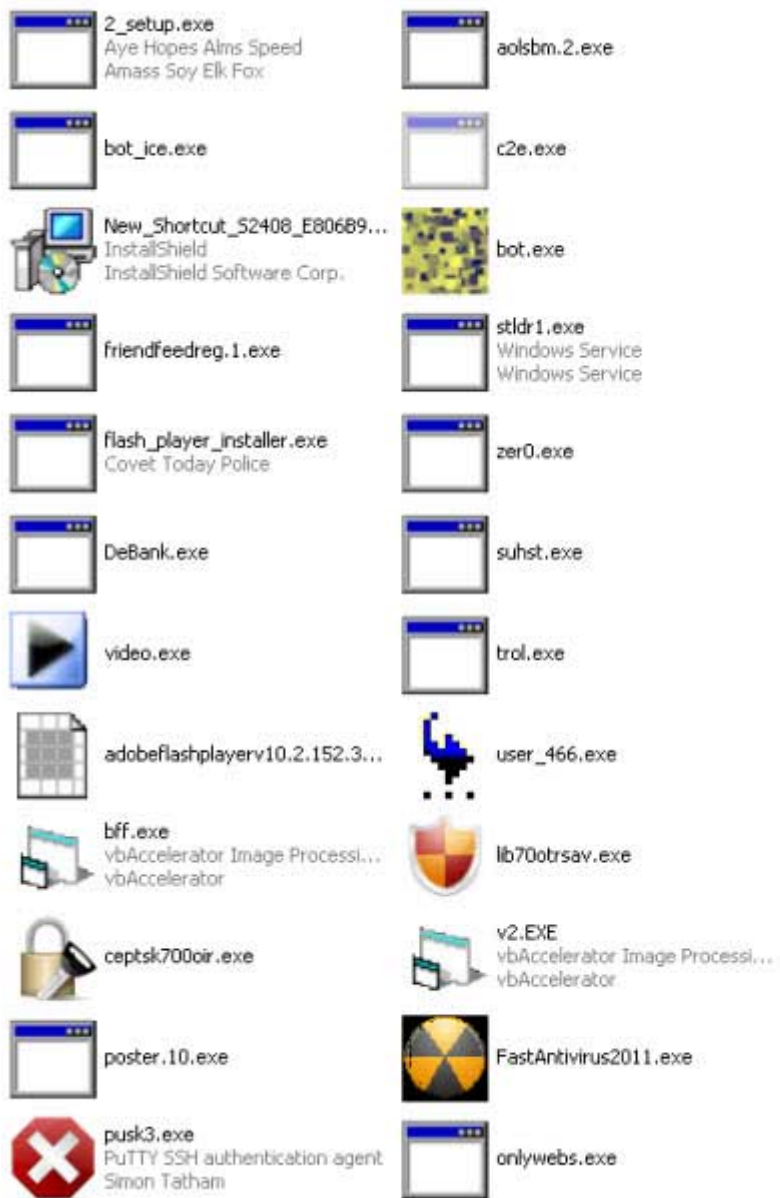 2_setup.exe
Aye Hopes Alms Speed
Amass Soy Elk Fox
aolsbm.2.exe
bot_ice.exe
c2e.exe
New_Shortcut_S2408_E806B9...
InstallShield
InstallShield Software Corp.
bot.exe
friendfeedreg.1.exe
stldr1.exe
Windows Service
Windows Service
flash_player_installer.exe
Covet Today Police
zer0.exe
DeBank.exe
suhst.exe
video.exe
trol.exe
adobeflashplayerv10.2.152.3...
user_466.exe
bff.exe
vbAccelerator Image Processi...
vbAccelerator
lib70otrsav.exe
ceptsk700oir.exe
v2.EXE
vbAccelerator Image Processi...
vbAccelerator
poster.10.exe
FastAntivirus2011.exe
pusk3.exe
PuTTY SSH authentication agent
Simon Tatham
onlywebs.exe